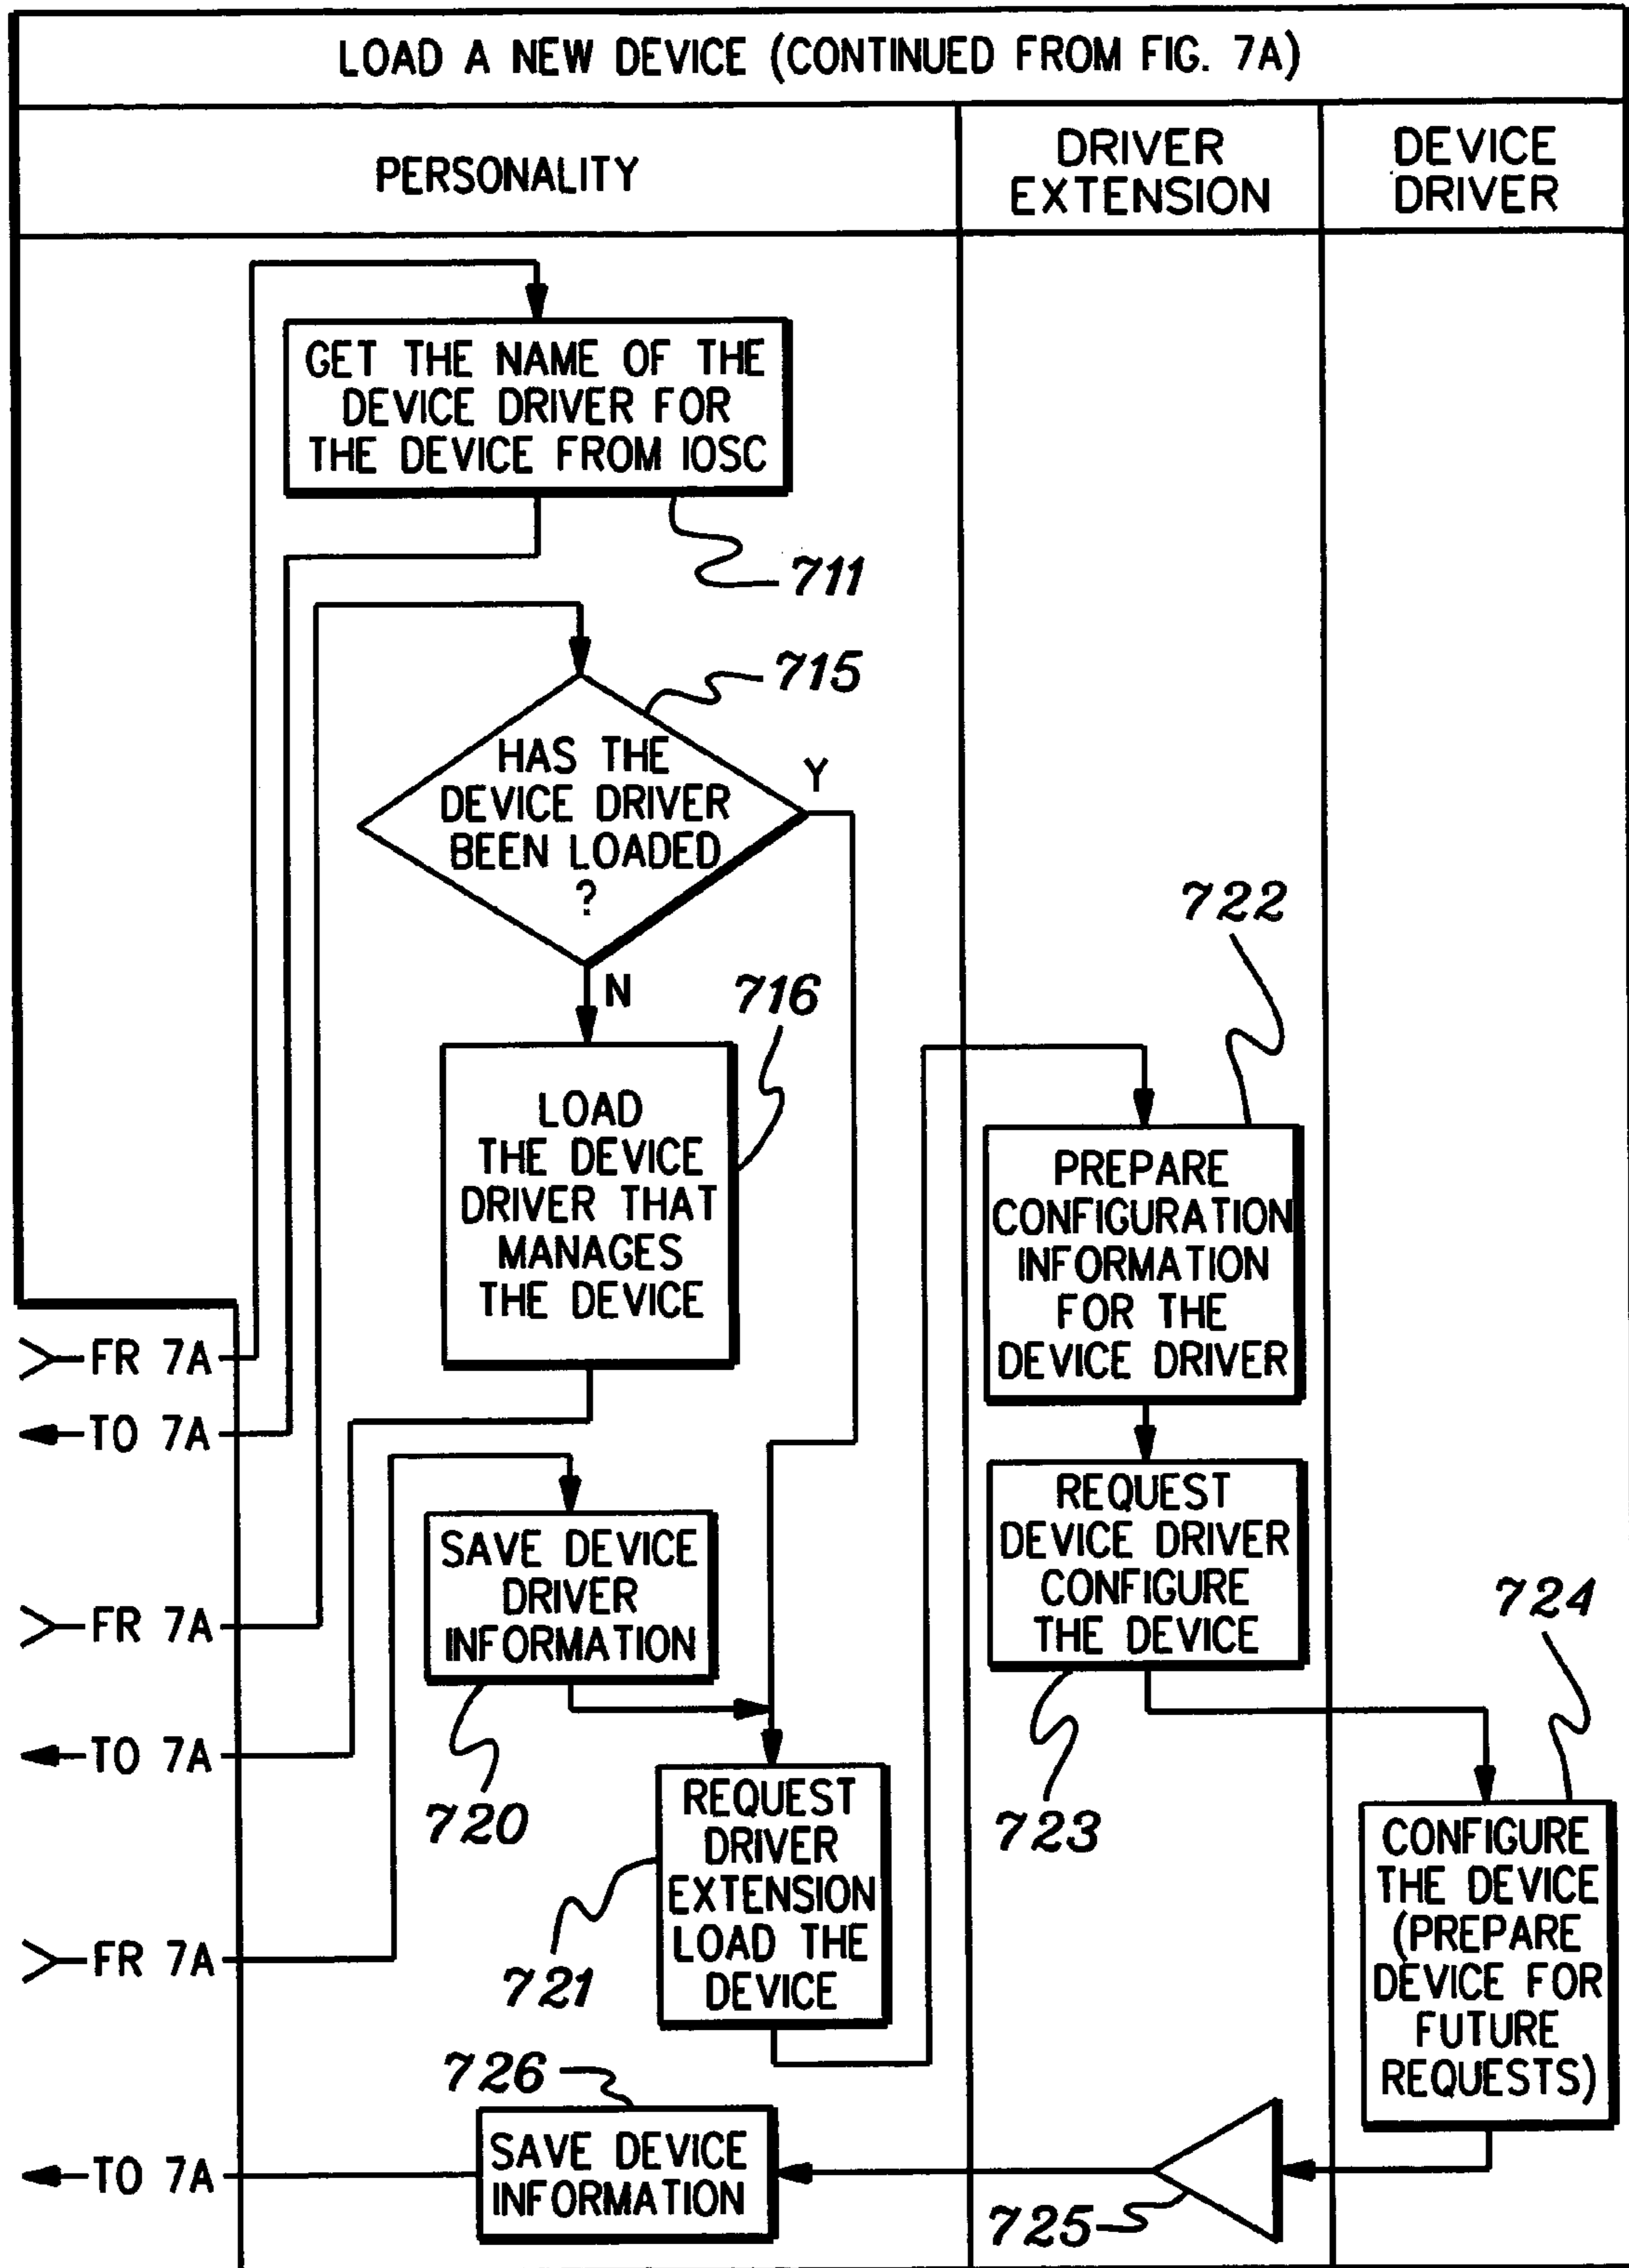 LOAD A NEW DEVICE (CONTINUED FROM FIG. 7A)
PERSONALITY
DRIVER
EXTENSION
DEVICE
DRIVER
GET THE NAME OF THE
DEVICE DRIVER FOR
THE DEVICE FROM IOSC
711
715
HAS THE
DEVICE DRIVER
BEEN LOADED
?
Y
N
716
LOAD
THE DEVICE
DRIVER THAT
MANAGES
THE DEVICE
722
PREPARE
CONFIGURATION
INFORMATION
FOR THE
DEVICE DRIVER
FR 7A
TO 7A
REQUEST
DEVICE DRIVER
CONFIGURE
THE DEVICE
723
SAVE DEVICE
DRIVER
INFORMATION
720
FR 7A
TO 7A
724
CONFIGURE
THE DEVICE
(PREPARE
DEVICE FOR
FUTURE
REQUESTS)
REQUEST
DRIVER
EXTENSION
LOAD THE
DEVICE
721
FR 7A
726
SAVE DEVICE
INFORMATION
725
TO 7A